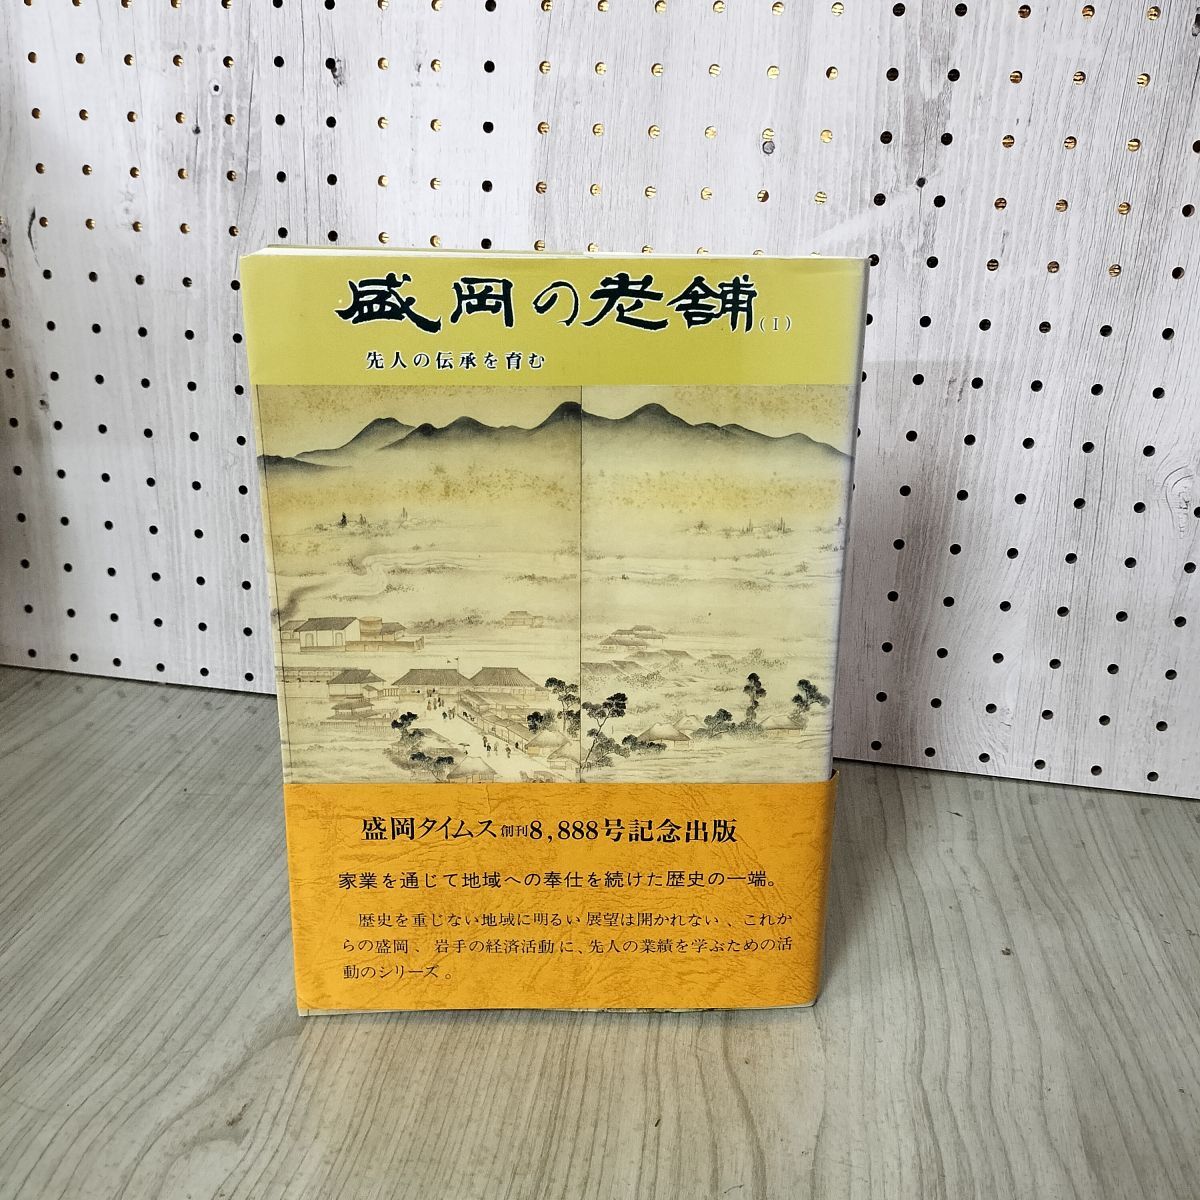 盛岡の老舗(I)
先人の伝承を育む
盛岡タイムス創刊8,888号記念出版
家業を通じて地域への奉仕を続けた歴史の一端。
歴史を重じない地域に明るい展望は開かれない、これか
らの盛岡、岩手の経済活動に、先人の業績を学ぶための活
動のシリーズ。